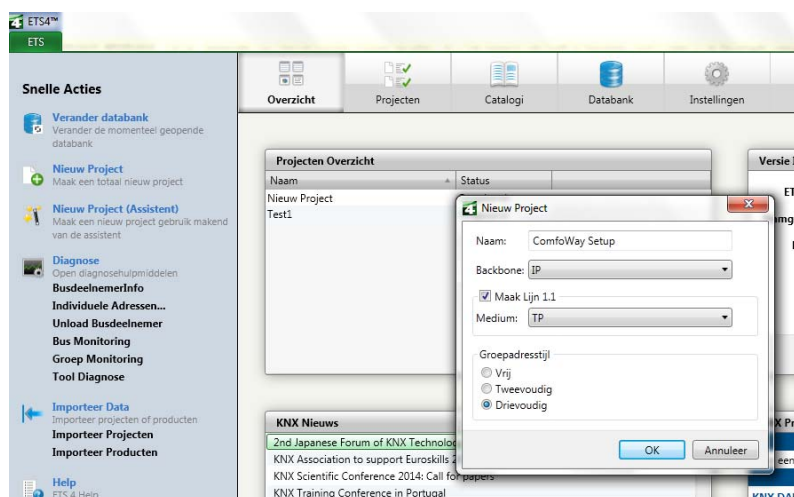 ETS4™
ETS
Snelle Acties
Verander databank
Verander de momenteel geopende
databank
Nieuw Project
Maak een totaal nieuw project
Nieuw Project (Assistent)
Maak een nieuw project gebruik makend
van de assistent
Diagnose
Open diagnosehulpmiddelen
BusdeelnemerInfo
Individuele Adressen...
Unload Busdeelnemer
Bus Monitoring
Groep Monitoring
Tool Diagnose
Importeer Data
Importeer projecten of producten
Importeer Projecten
Importeer Producten
Help
ETS 4 Help
Overzicht
Projecten
Catalogi
Databank
Instellingen
Projecten Overzicht
Naam
Status
Nieuw Project
Test1
Versie
Nieuw Project
Naam:
ComfoWay Setup
Backbone:
IP
Maak Lijn 1.1
Medium:
TP
Groepadresstijl
Vrij
Tweevoudig
Drievoudig
OK
Annuleer
KNX Nieuws
2nd Japanese Forum of KNX Technolo
KNX Association to support Euroskills 2
KNX Scientific Conference 2014: Call for papers
KNX Training Conference in Portugal